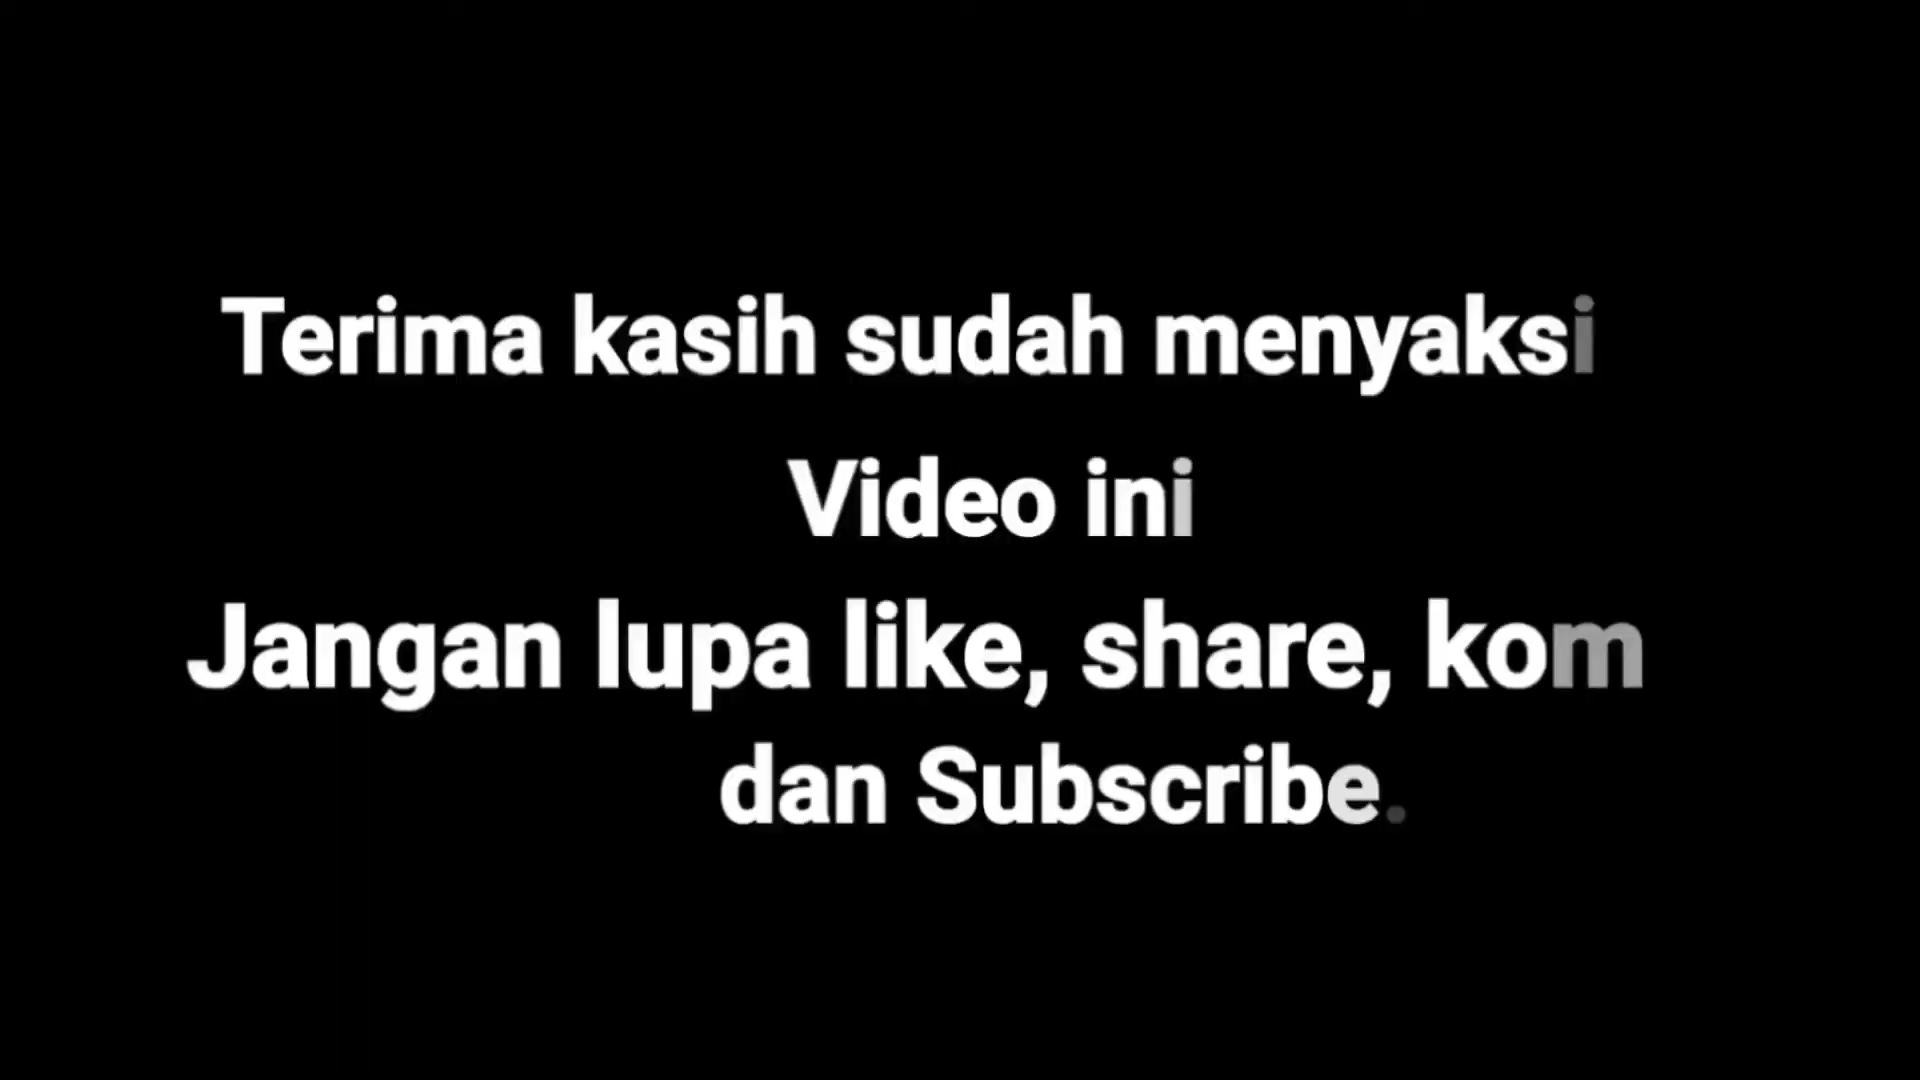 Terima kasih sudah menyaksi
Video ini
Jangan lupa like, share, kom
dan Subscribe.